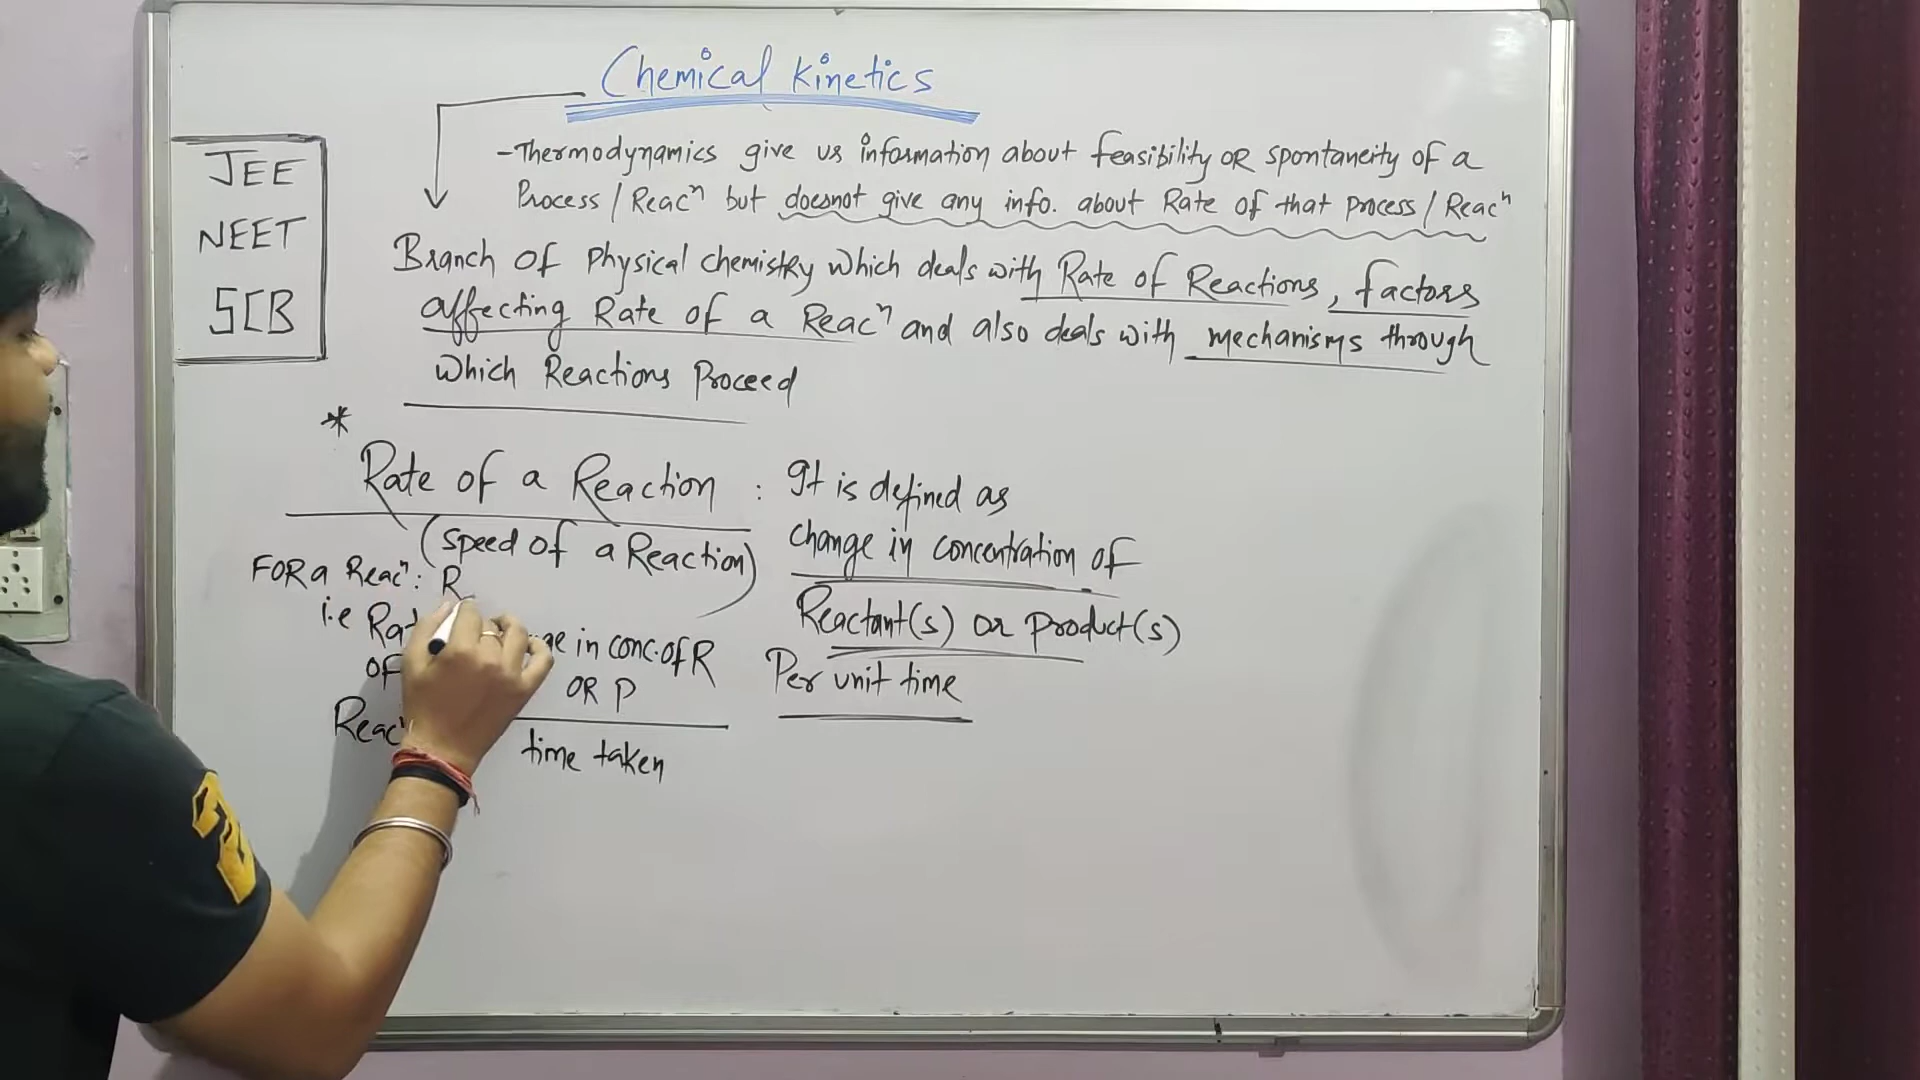 Chemical Kinetics
JEE
NEET
SCB
- Thermodynamics give us information about feasibility OR spontaneity of a
Process / Reacⁿ but doesnot give any info. about Rate of that process / Reacⁿ
Branch of Physical chemistry which deals with Rate of Reactions, factors
affecting Rate of a Reacⁿ and also deals with mechanisms through
which Reactions Proceed
*
Rate of a Reaction : It is defined as
(speed of a Reaction) change in concentration of
Reactant(s) or product(s)
Per unit time
FOR a Reacⁿ: R
i.e
of
in conc. of R
OR P
time taken